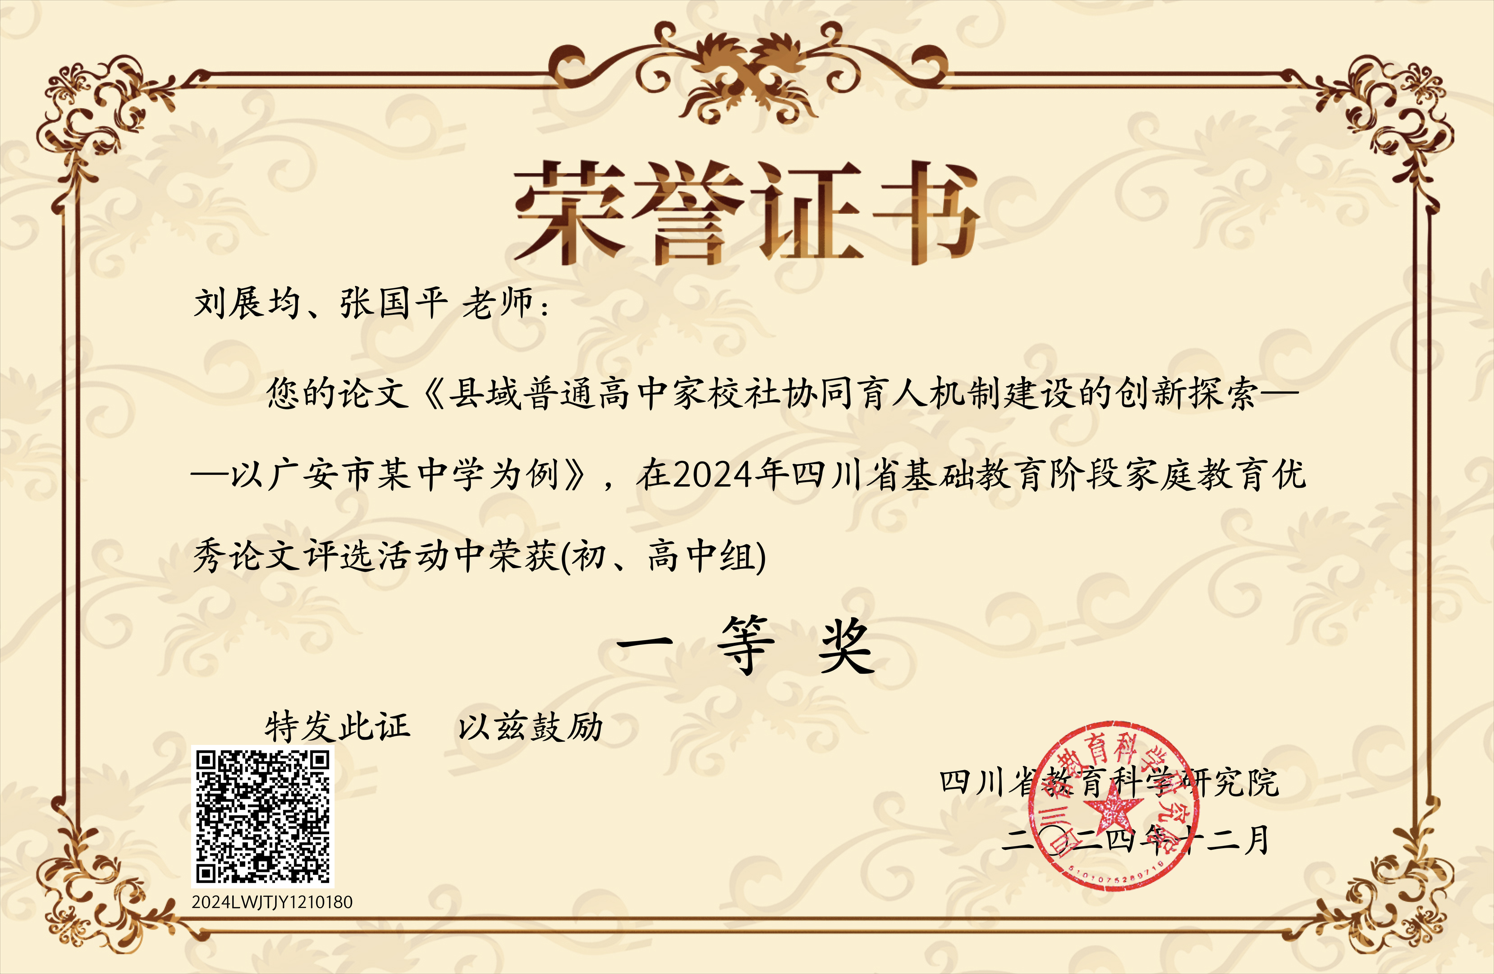 荣誉证书
刘展均、张国平 老师：
您的论文《县域普通高中家校社协同育人机制建设的创新探索—
—以广安市某中学为例》，在2024年四川省基础教育阶段家庭教育优
秀论文评选活动中荣获(初、高中组)
一 等 奖
特发此证 以兹鼓励
四川省教育科学研究院
二〇二四年十二月
四川省教育科学研究院
2024LWJTJY1210180